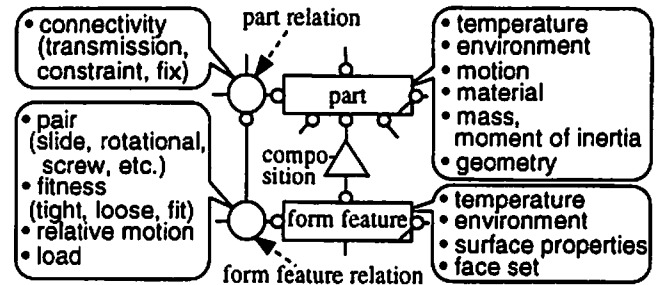 • connectivity
(transmission,
constraint, fix)
part relation
• temperature
• environment
• motion
• material
• mass,
moment of inertia
• geometry
part
• pair
(slide, rotational,
screw, etc.)
• fitness
(tight, loose, fit)
• relative motion
• load
compo-
sition
form feature
• temperature
• environment
• surface properties
• face set
form feature relation